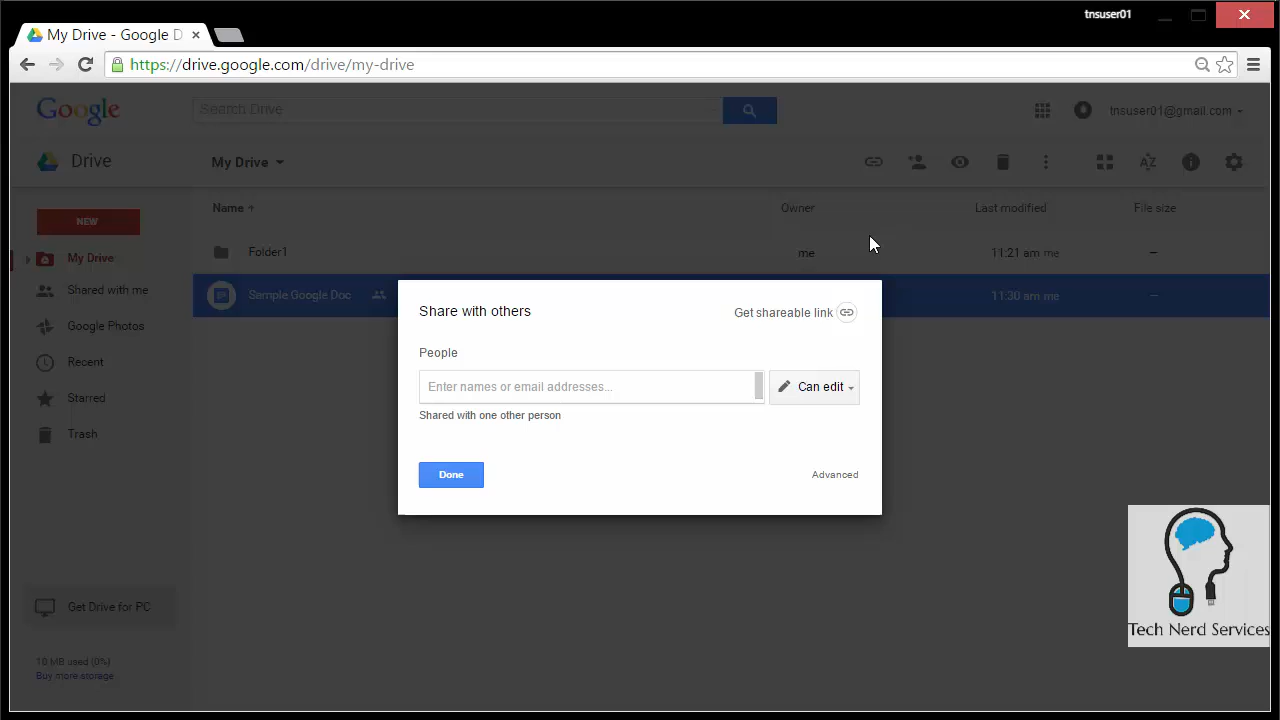 tnsuser01
My Drive - Google D
https://drive.google.com/drive/my-drive
Google
Search Drive
tnsuser01@gmail.com
Drive
My Drive
NEW
Name
Owner
Last modified
File size
My Drive
Folder1
me
11:21 am me
—
Shared with me
Sample Google Doc
11:30 am me
—
Google Photos
Recent
Starred
Trash
Share with others
Get shareable link
People
Enter names or email addresses...
Can edit
Shared with one other person
Done
Advanced
Get Drive for PC
Tech Nerd Services
10 MB used (0%)
Buy more storage